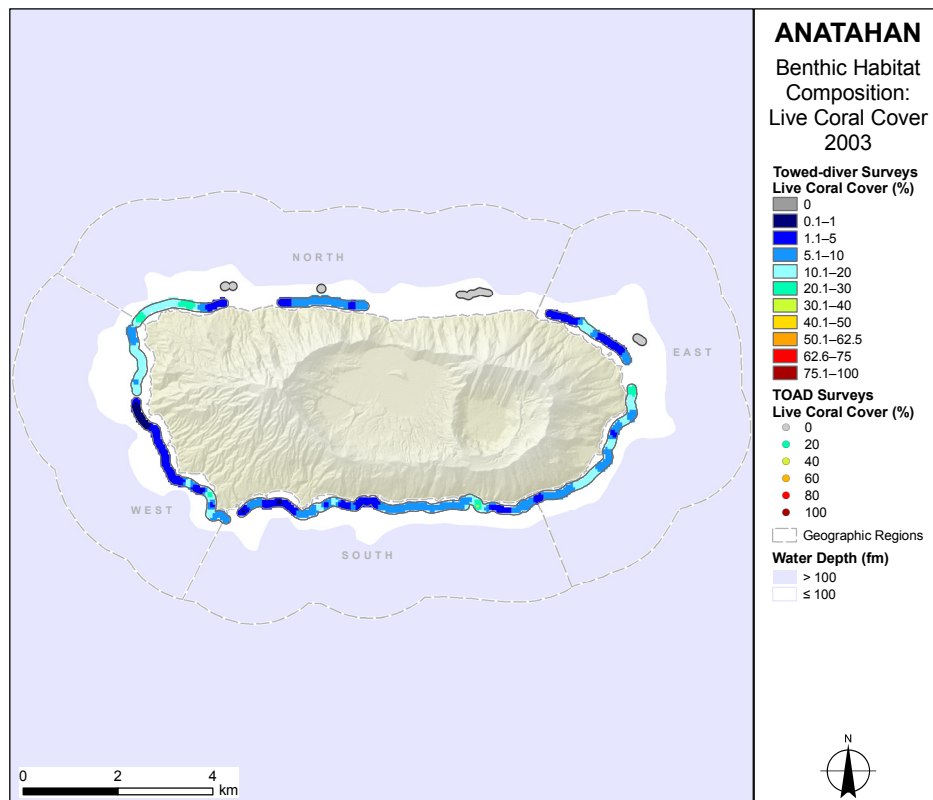 ANATAHAN
Benthic Habitat
Composition:
Live Coral Cover
2003
Towed-diver Surveys
Live Coral Cover (%)
0
0.1–1
1.1–5
5.1–10
10.1–20
20.1–30
30.1–40
40.1–50
50.1–62.5
62.6–75
75.1–100
TOAD Surveys
Live Coral Cover (%)
0
20
40
60
80
100
Geographic Regions
Water Depth (fm)
> 100
≤ 100
N
NORTH
EAST
WEST
SOUTH
0 2 4
km